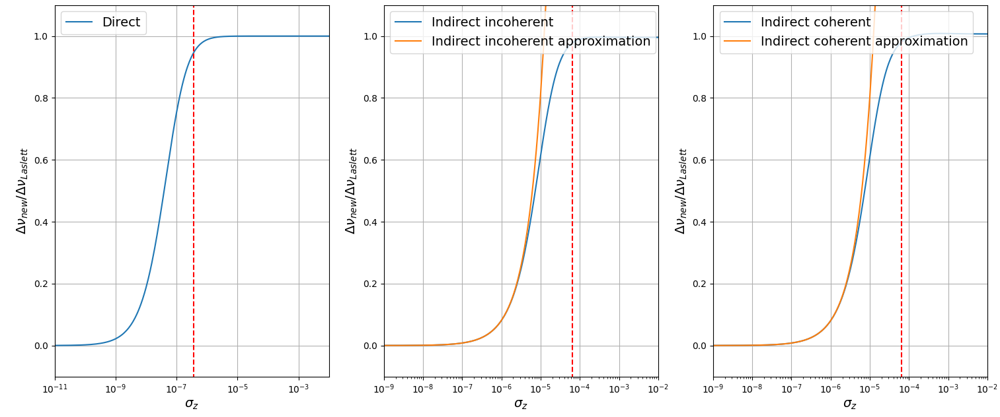 Direct
1.0
0.8
0.6
0.4
0.2
0.0
Δν_new/Δν_Laslett
10⁻¹¹ 10⁻⁹ 10⁻⁷ 10⁻⁵ 10⁻³
σ_z
Indirect incoherent
Indirect incoherent approximation
1.0
0.8
0.6
0.4
0.2
0.0
Δν_new/Δν_Laslett
10⁻⁹ 10⁻⁸ 10⁻⁷ 10⁻⁶ 10⁻⁵ 10⁻⁴ 10⁻³ 10⁻²
σ_z
Indirect coherent
Indirect coherent approximation
1.0
0.8
0.6
0.4
0.2
0.0
Δν_new/Δν_Laslett
10⁻⁹ 10⁻⁸ 10⁻⁷ 10⁻⁶ 10⁻⁵ 10⁻⁴ 10⁻³ 10⁻²
σ_z